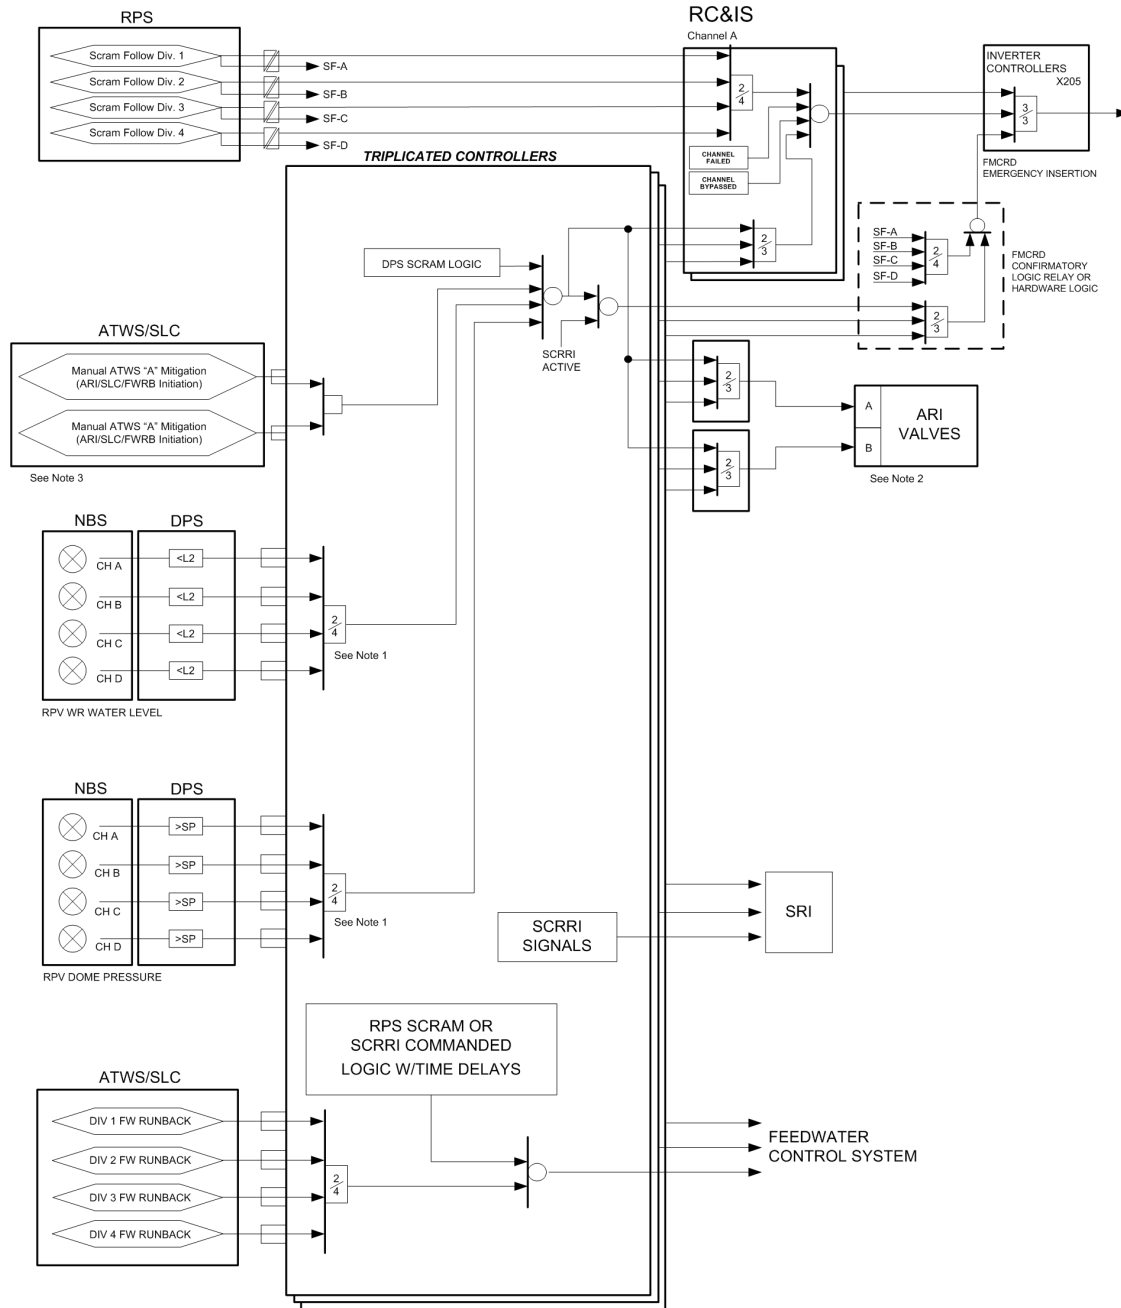 RPS
RC&IS
Channel A
Scram Follow Div. 1
SF-A
Scram Follow Div. 2
SF-B
Scram Follow Div. 3
SF-C
Scram Follow Div. 4
SF-D
2
4
CHANNEL
FAILED
CHANNEL
BYPASSED
2
3
INVERTER
CONTROLLERS
X205
3
3
FMCRD
EMERGENCY INSERTION
TRIPLICATED CONTROLLERS
DPS SCRAM LOGIC
SCRRI
ACTIVE
SF-A
SF-B
SF-C
SF-D
2
4
2
3
FMCRD
CONFIRMATORY
LOGIC RELAY OR
HARDWARE LOGIC
ATWS/SLC
Manual ATWS "A" Mitigation
(ARI/SLC/FWRB Initiation)
Manual ATWS "A" Mitigation
(ARI/SLC/FWRB Initiation)
See Note 3
2
3
2
3
A
B
ARI
VALVES
See Note 2
NBS
DPS
CH A
<L2
CH B
<L2
CH C
<L2
CH D
<L2
2
4
See Note 1
RPV WR WATER LEVEL
NBS
DPS
CH A
>SP
CH B
>SP
CH C
>SP
CH D
>SP
2
4
See Note 1
RPV DOME PRESSURE
SCRRI
SIGNALS
SRI
RPS SCRAM OR
SCRRI COMMANDED
LOGIC W/TIME DELAYS
ATWS/SLC
DIV 1 FW RUNBACK
DIV 2 FW RUNBACK
DIV 3 FW RUNBACK
DIV 4 FW RUNBACK
2
4
FEEDWATER
CONTROL SYSTEM